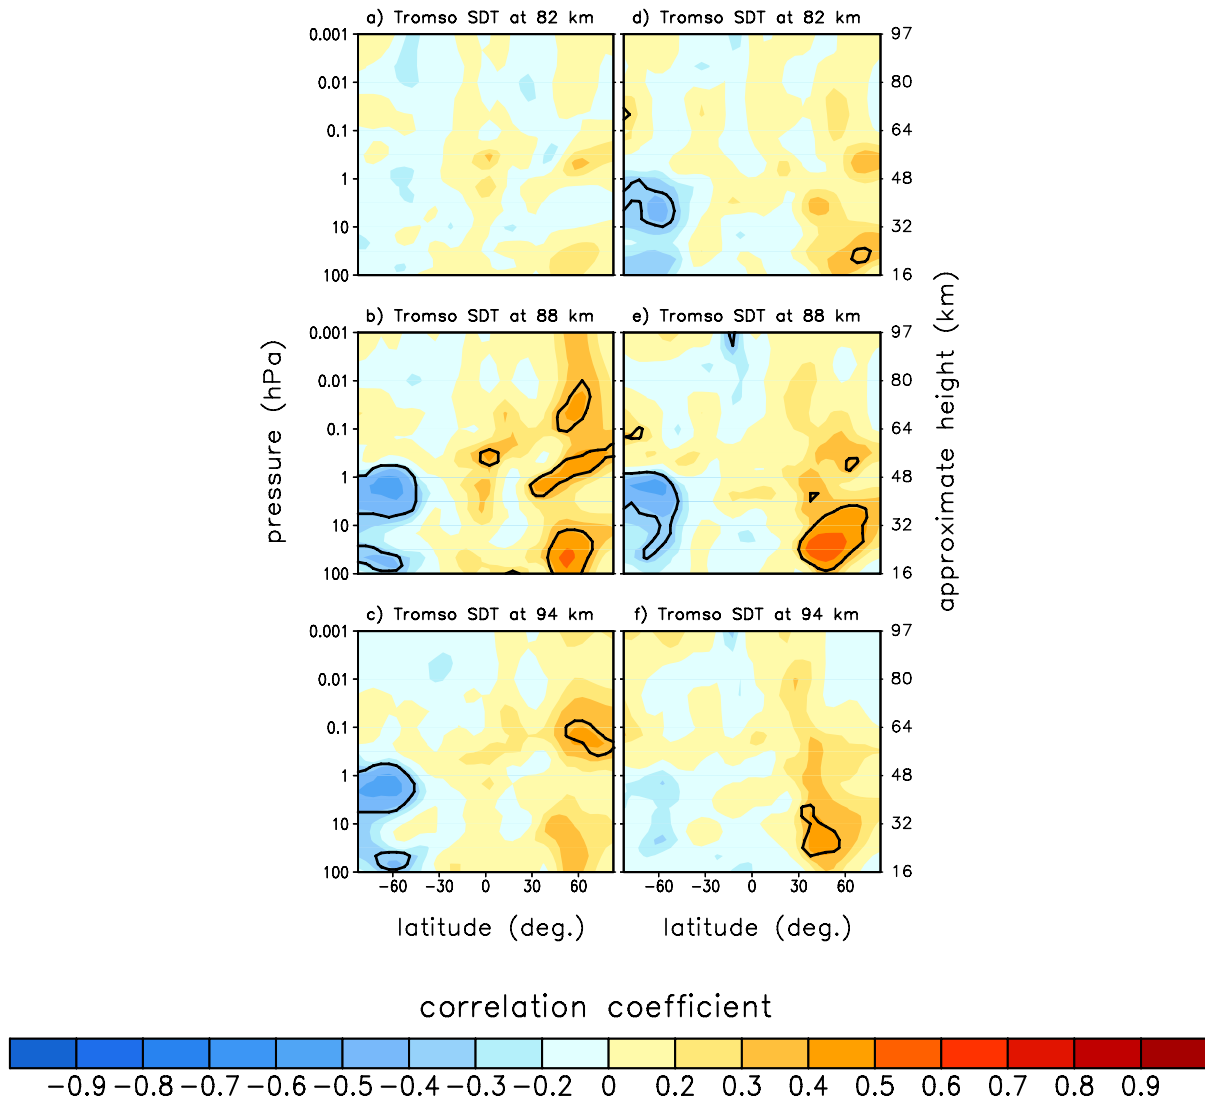 a) Tromso SDT at 82 km
d) Tromso SDT at 82 km
0.001
0.01
0.1
1
10
100
97
80
64
48
32
16
b) Tromso SDT at 88 km
e) Tromso SDT at 88 km
0.001
0.01
0.1
1
10
100
97
80
64
48
32
16
pressure (hPa)
approximate height (km)
c) Tromso SDT at 94 km
f) Tromso SDT at 94 km
0.001
0.01
0.1
1
10
100
97
80
64
48
32
16
−60 −30 0 30 60
−60 −30 0 30 60
latitude (deg.)
latitude (deg.)
correlation coefficient
−0.9 −0.8 −0.7 −0.6 −0.5 −0.4 −0.3 −0.2 0 0.2 0.3 0.4 0.5 0.6 0.7 0.8 0.9